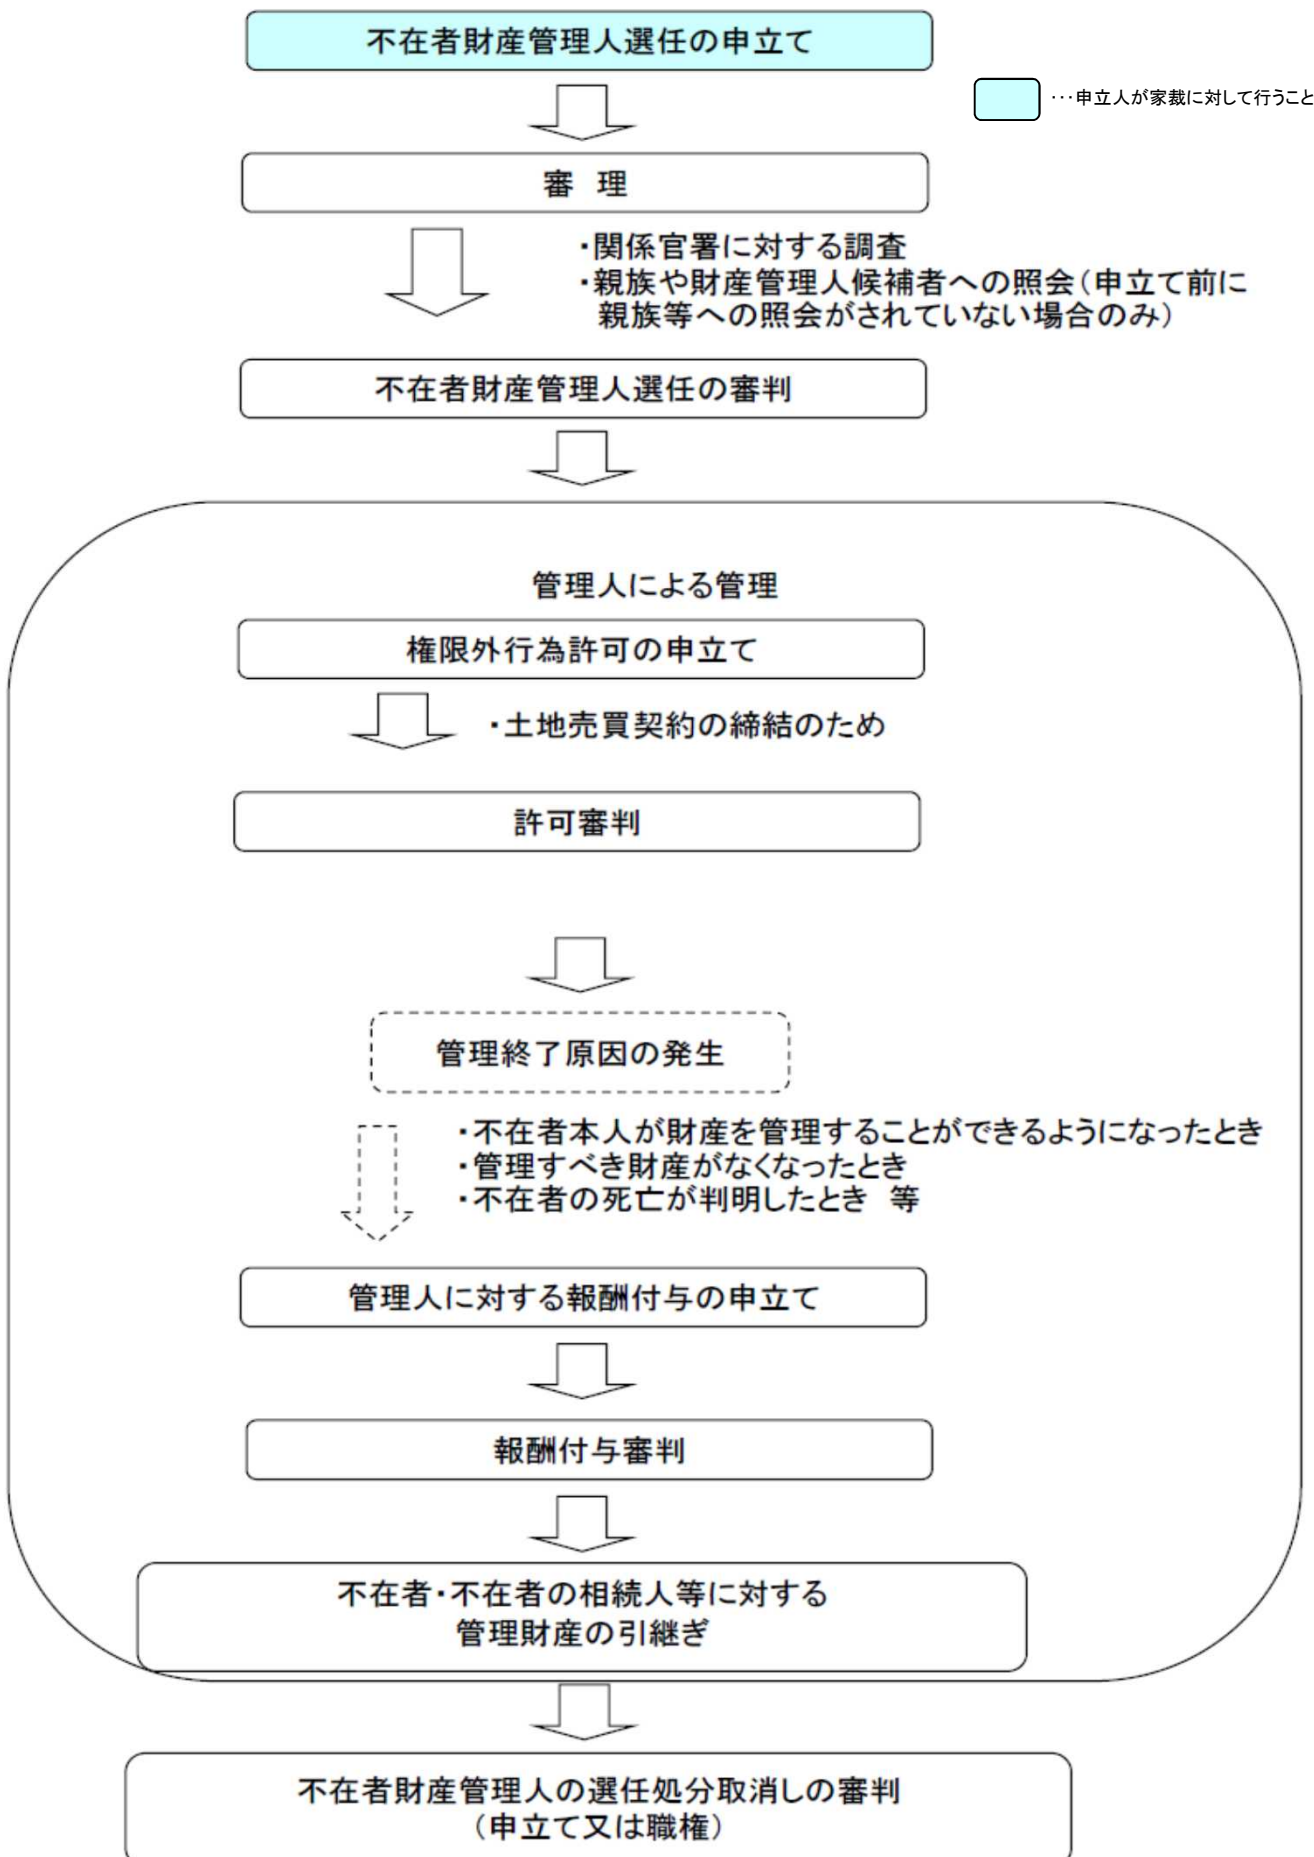 不在者財産管理人選任の申立て
･･･申立人が家裁に対して行うこと
審 理
・関係官署に対する調査
・親族や財産管理人候補者への照会（申立て前に
親族等への照会がされていない場合のみ）
不在者財産管理人選任の審判
管理人による管理
権限外行為許可の申立て
・土地売買契約の締結のため
許可審判
管理終了原因の発生
・不在者本人が財産を管理することができるようになったとき
・管理すべき財産がなくなったとき
・不在者の死亡が判明したとき 等
管理人に対する報酬付与の申立て
報酬付与審判
不在者・不在者の相続人等に対する
管理財産の引継ぎ
不在者財産管理人の選任処分取消しの審判
（申立て又は職権）